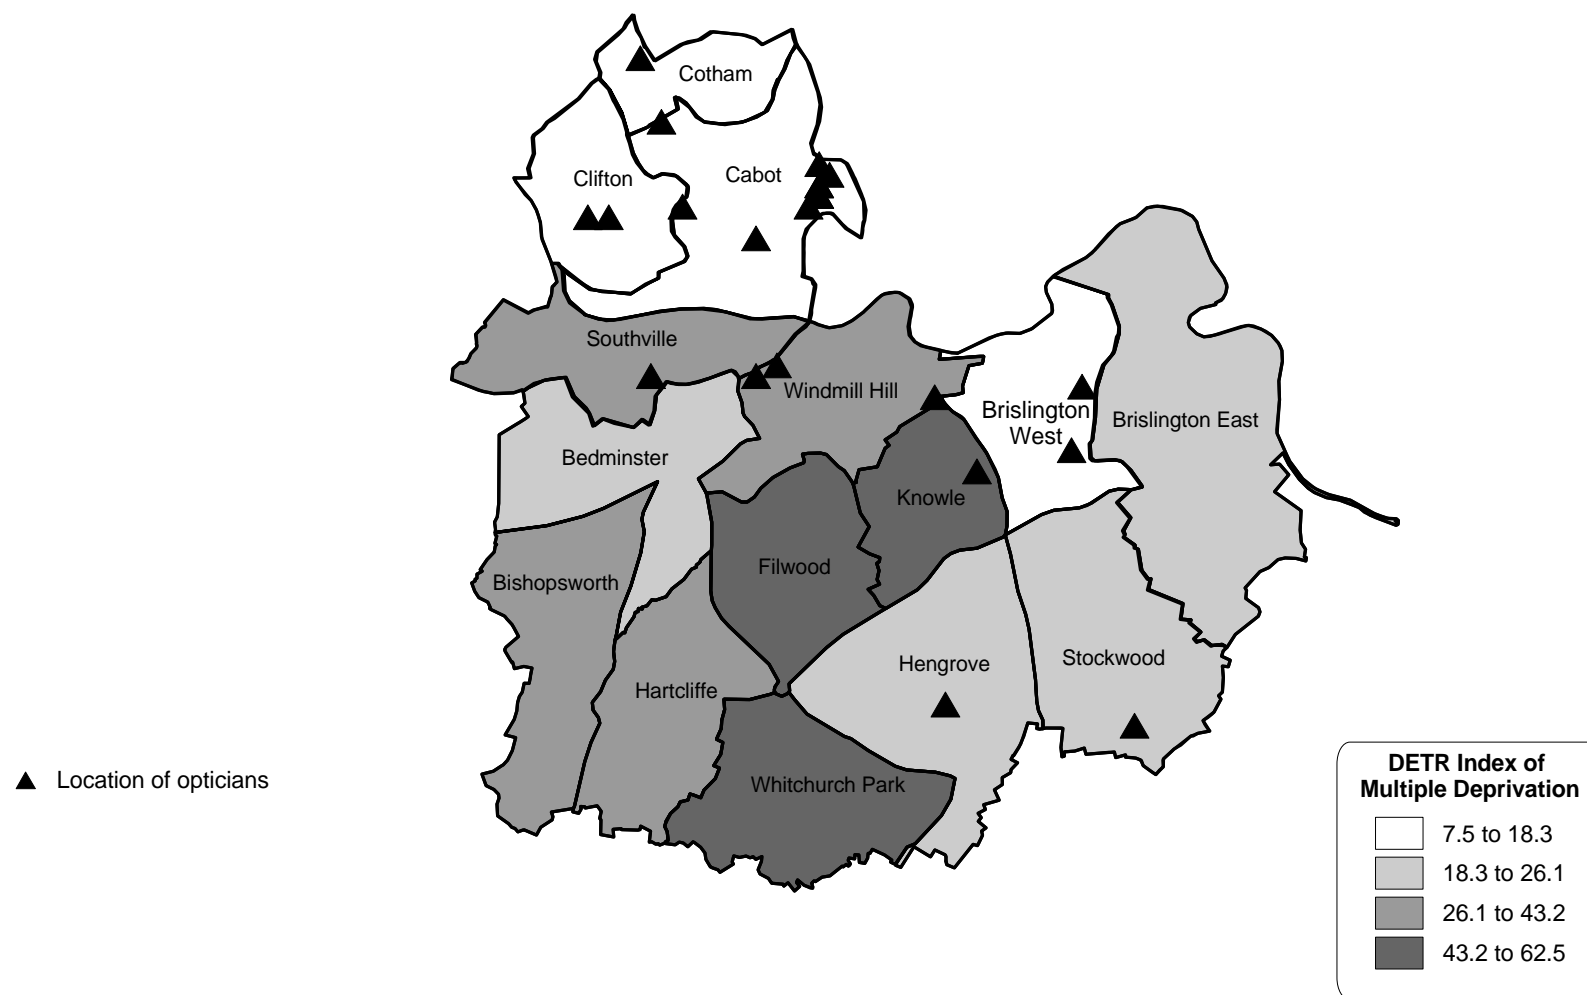 Cotham
Clifton
Cabot
Southville
Windmill Hill
Brislington
West
Brislington East
Bedminster
Knowle
Filwood
Bishopsworth
Hengrove
Stockwood
Hartcliffe
Whitchurch Park
Location of opticians
DETR Index of
Multiple Deprivation
7.5 to 18.3
18.3 to 26.1
26.1 to 43.2
43.2 to 62.5